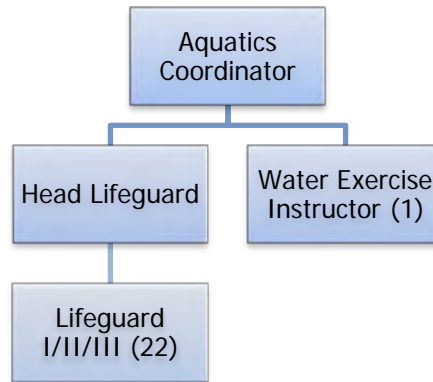 Aquatics
Coordinator
Head Lifeguard
Water Exercise
Instructor (1)
Lifeguard
I/II/III (22)